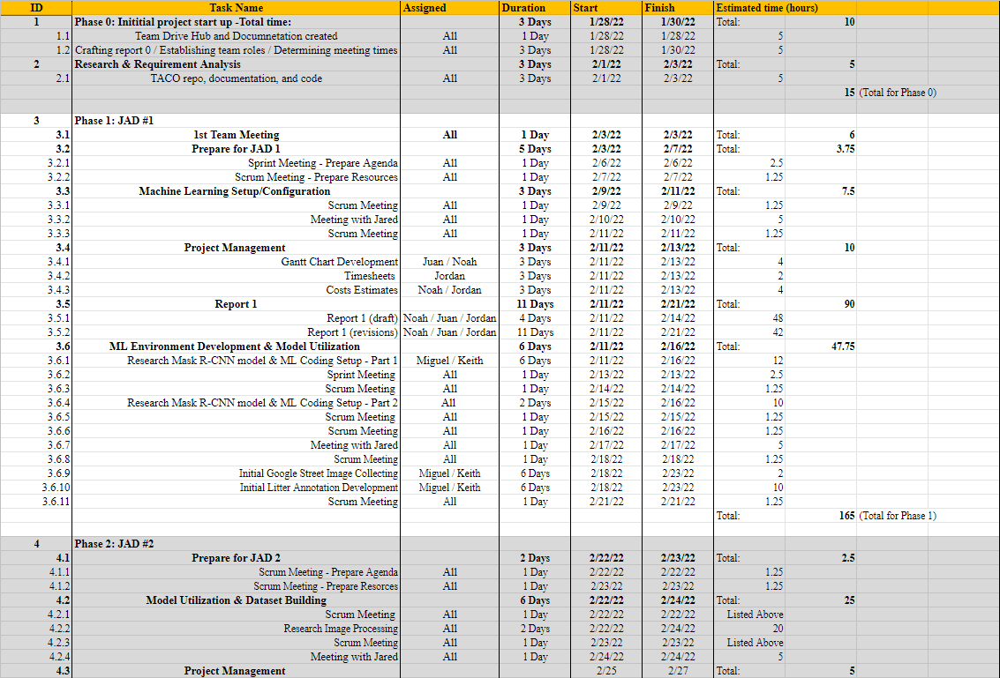 ID Task Name Assigned Duration Start Finish Estimated time (hours)
1 Phase 0: Inititial project start up -Total time: 3 Days 1/28/22 1/30/22 Total: 10
1.1 Team Drive Hub and Documnetation created All 1 Day 1/28/22 1/28/22 5
1.2 Crafting report 0 / Establishing team roles / Determining meeting times All 3 Days 1/28/22 1/30/22 5
2 Research & Requirement Analysis 3 Days 2/1/22 2/3/22 Total: 5
2.1 TACO repo, documentation, and code All 3 Days 2/1/22 2/3/22 5
15 (Total for Phase 0)
3 Phase 1: JAD #1
3.1 1st Team Meeting All 1 Day 2/3/22 2/3/22 Total: 6
3.2 Prepare for JAD 1 5 Days 2/3/22 2/7/22 Total: 3.75
3.2.1 Sprint Meeting - Prepare Agenda All 1 Day 2/6/22 2/6/22 2.5
3.2.2 Scrum Meeting - Prepare Resources All 1 Day 2/7/22 2/7/22 1.25
3.3 Machine Learning Setup/Configuration 3 Days 2/9/22 2/11/22 Total: 7.5
3.3.1 Scrum Meeting All 1 Day 2/9/22 2/9/22 1.25
3.3.2 Meeting with Jared All 1 Day 2/10/22 2/10/22 5
3.3.3 Scrum Meeting All 1 Day 2/11/22 2/11/22 1.25
3.4 Project Management 3 Days 2/11/22 2/13/22 Total: 10
3.4.1 Gantt Chart Development Juan / Noah 3 Days 2/11/22 2/13/22 4
3.4.2 Timesheets Jordan 3 Days 2/11/22 2/13/22 2
3.4.3 Costs Estimates Noah / Jordan 3 Days 2/11/22 2/13/22 4
3.5 Report 1 11 Days 2/11/22 2/21/22 Total: 90
3.5.1 Report 1 (draft) Noah / Juan / Jordan 4 Days 2/11/22 2/14/22 48
3.5.2 Report 1 (revisions) Noah / Juan / Jordan 11 Days 2/11/22 2/21/22 42
3.6 ML Environment Development & Model Utilization 6 Days 2/11/22 2/16/22 Total: 47.75
3.6.1 Research Mask R-CNN model & ML Coding Setup - Part 1 Miguel / Keith 6 Days 2/11/22 2/16/22 12
3.6.2 Sprint Meeting All 1 Day 2/13/22 2/13/22 2.5
3.6.3 Scrum Meeting All 1 Day 2/14/22 2/14/22 1.25
3.6.4 Research Mask R-CNN model & ML Coding Setup - Part 2 All 2 Days 2/15/22 2/16/22 10
3.6.5 Scrum Meeting All 1 Day 2/15/22 2/15/22 1.25
3.6.6 Scrum Meeting All 1 Day 2/16/22 2/16/22 1.25
3.6.7 Meeting with Jared All 1 Day 2/17/22 2/17/22 5
3.6.8 Scrum Meeting All 1 Day 2/18/22 2/18/22 1.25
3.6.9 Initial Google Street Image Collecting Miguel / Keith 6 Days 2/18/22 2/23/22 2
3.6.10 Initial Litter Annotation Development Miguel / Keith 6 Days 2/18/22 2/23/22 10
3.6.11 Scrum Meeting All 1 Day 2/21/22 2/21/22 1.25
Total: 165 (Total for Phase 1)
4 Phase 2: JAD #2
4.1 Prepare for JAD 2 2 Days 2/22/22 2/23/22 Total: 2.5
4.1.1 Scrum Meeting - Prepare Agenda All 1 Day 2/22/22 2/22/22 1.25
4.1.2 Scrum Meeting - Prepare Resorces All 1 Day 2/23/22 2/23/22 1.25
4.2 Model Utilization & Dataset Building 6 Days 2/22/22 2/24/22 Total: 25
4.2.1 Scrum Meeting All 1 Day 2/22/22 2/22/22 Listed Above
4.2.2 Research Image Processing All 2 Days 2/22/22 2/24/22 20
4.2.3 Scrum Meeting All 1 Day 2/23/22 2/23/22 Listed Above
4.2.4 Meeting with Jared All 1 Day 2/24/22 2/24/22 5
4.3 Project Management 2/25 2/27 Total: 5